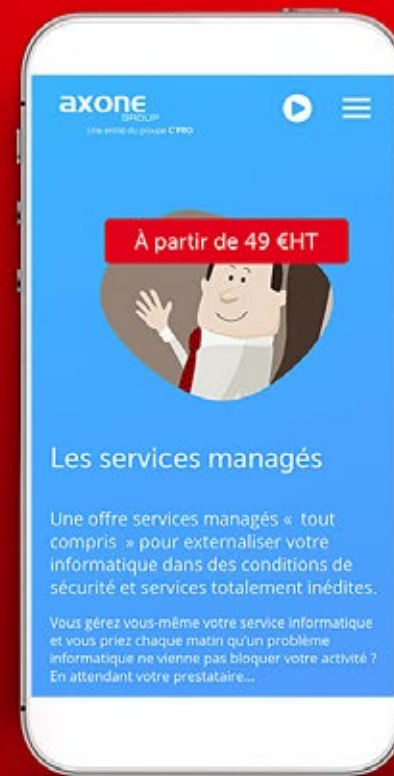 axone
GROUP
Une entité du groupe C'PRO
À partir de 49 €HT
Les services managés
Une offre services managés « tout
compris » pour externaliser votre
informatique dans des conditions de
sécurité et services totalement inédites.
Vous gérez vous-même votre service informatique
et vous priez chaque matin qu'un problème
informatique ne vienne pas bloquer votre activité ?
En attendant votre prestataire...